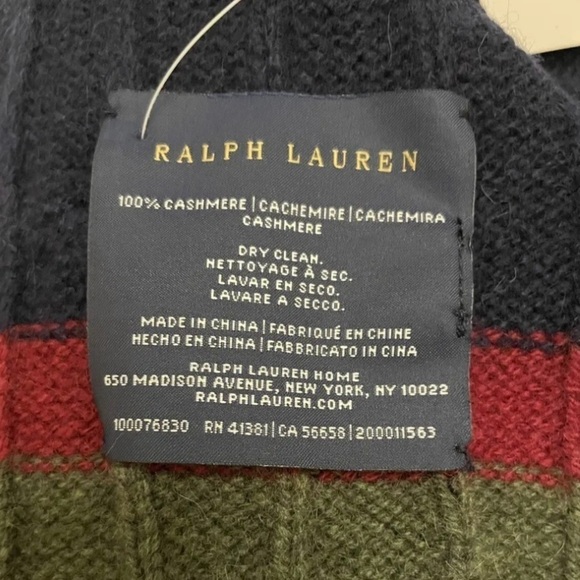 RALPH LAUREN
100% CASHMERE | CACHEMIRE | CACHEMIRA
CASHMERE
DRY CLEAN.
NETTOYAGE À SEC.
LAVAR EN SECO.
LAVARE A SECCO.
MADE IN CHINA | FABRIQUÉ EN CHINE
HECHO EN CHINA | FABBRICATO IN CINA
RALPH LAUREN HOME
650 MADISON AVENUE, NEW YORK, NY 10022
RALPHLAUREN.COM
100076830 RN 41381 | CA 56658 | 200011563